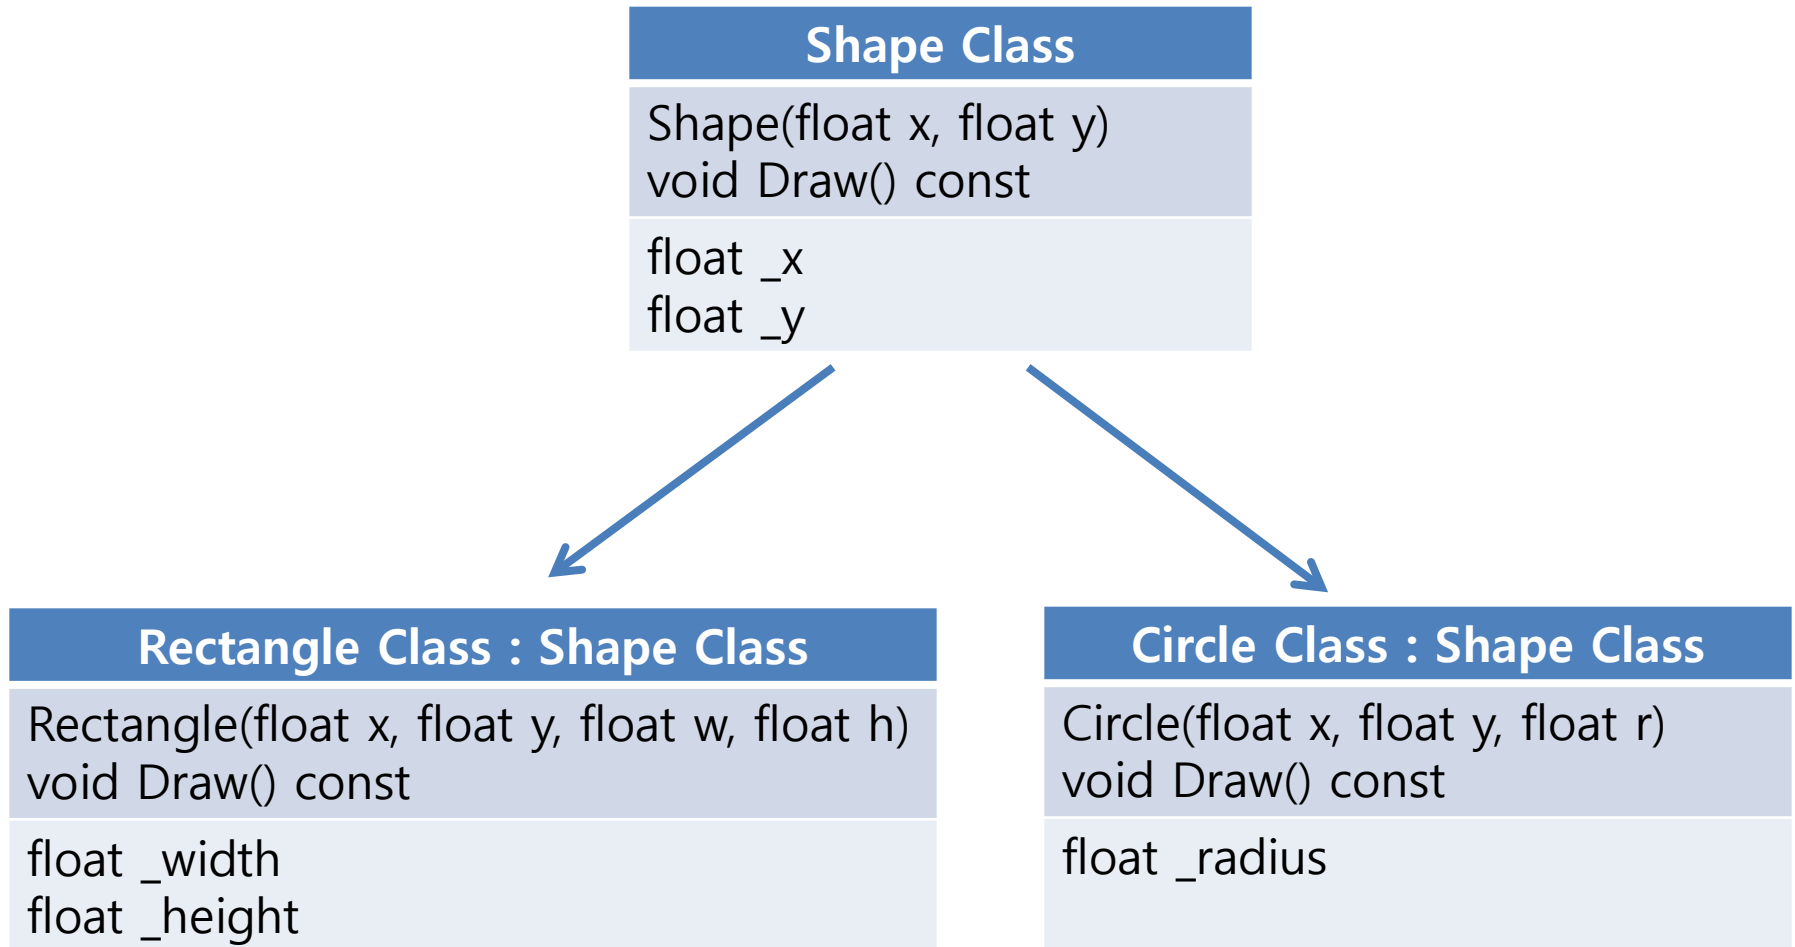 Shape Class
Shape(float x, float y)
void Draw() const
float _x
float _y
Rectangle Class : Shape Class
Rectangle(float x, float y, float w, float h)
void Draw() const
float _width
float _height
Circle Class : Shape Class
Circle(float x, float y, float r)
void Draw() const
float _radius